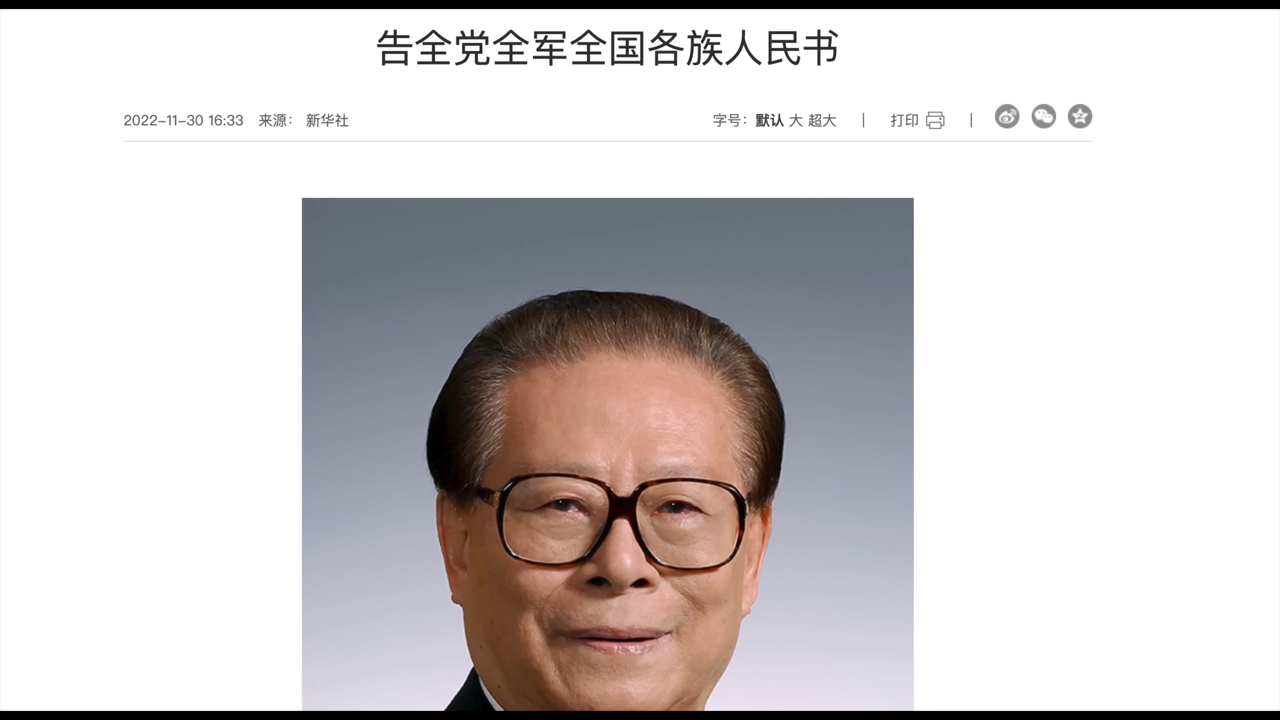 告全党全军全国各族人民书
2022-11-30 16:33 来源： 新华社 字号：默认 大 超大 | 打印 |